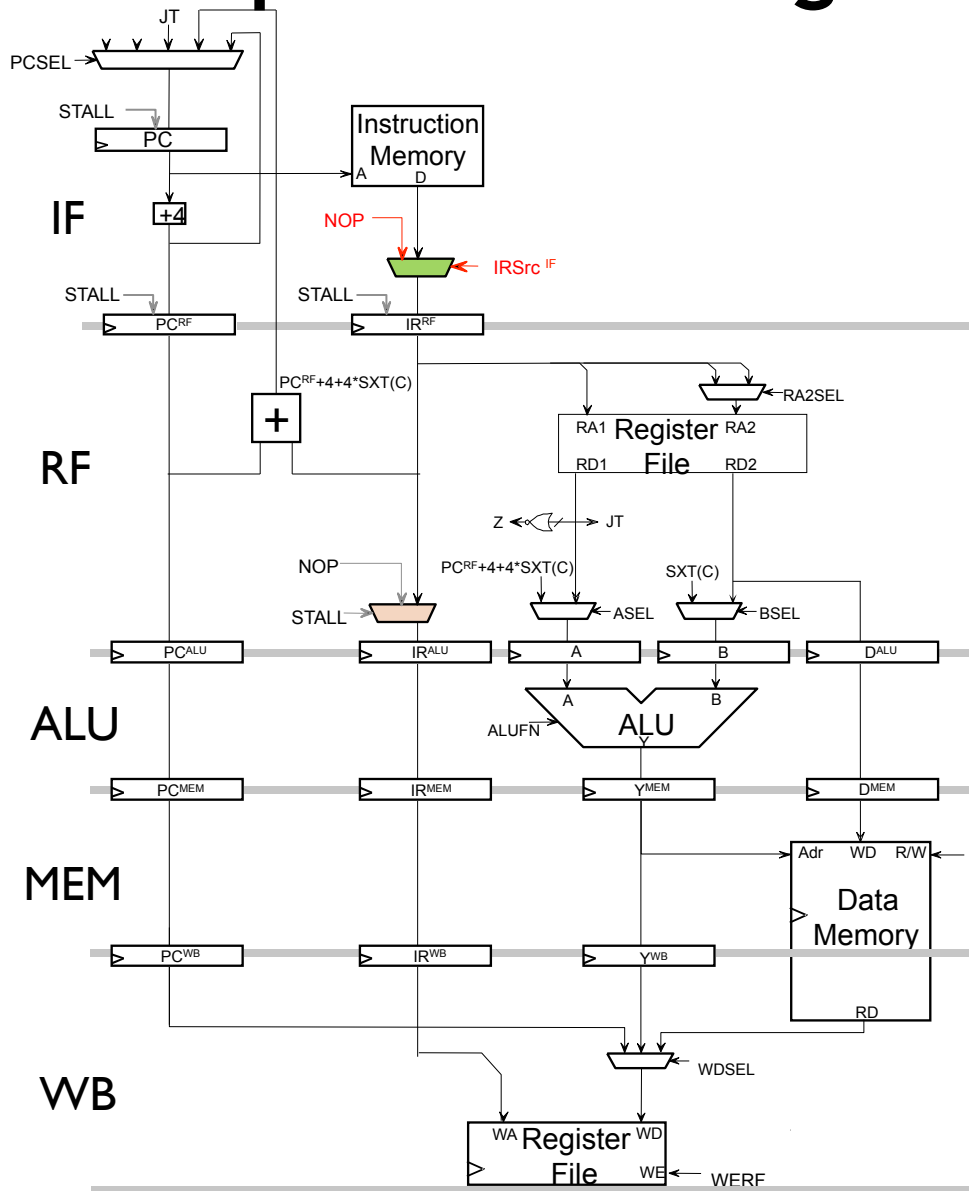 JT
PCSEL
STALL
PC
Instruction
Memory
A
D
IF
+4
NOP
IRSrc IF
STALL
STALL
PCRF
IRRF
PCRF+4+4*SXT(C)
RA2SEL
+
RA1
Register
RA2
File
RD1
RD2
RF
Z
JT
NOP
PCRF+4+4*SXT(C)
SXT(C)
STALL
ASEL
BSEL
PCALU
IRALU
A
B
DALU
A
B
ALU
ALUFN
ALU
Y
PCMEM
IRMEM
YMEM
DMEM
Adr
WD
R/W
MEM
Data
Memory
PCWB
IRWB
YWB
RD
WDSEL
WB
WA
Register
WD
File
WE
WERF